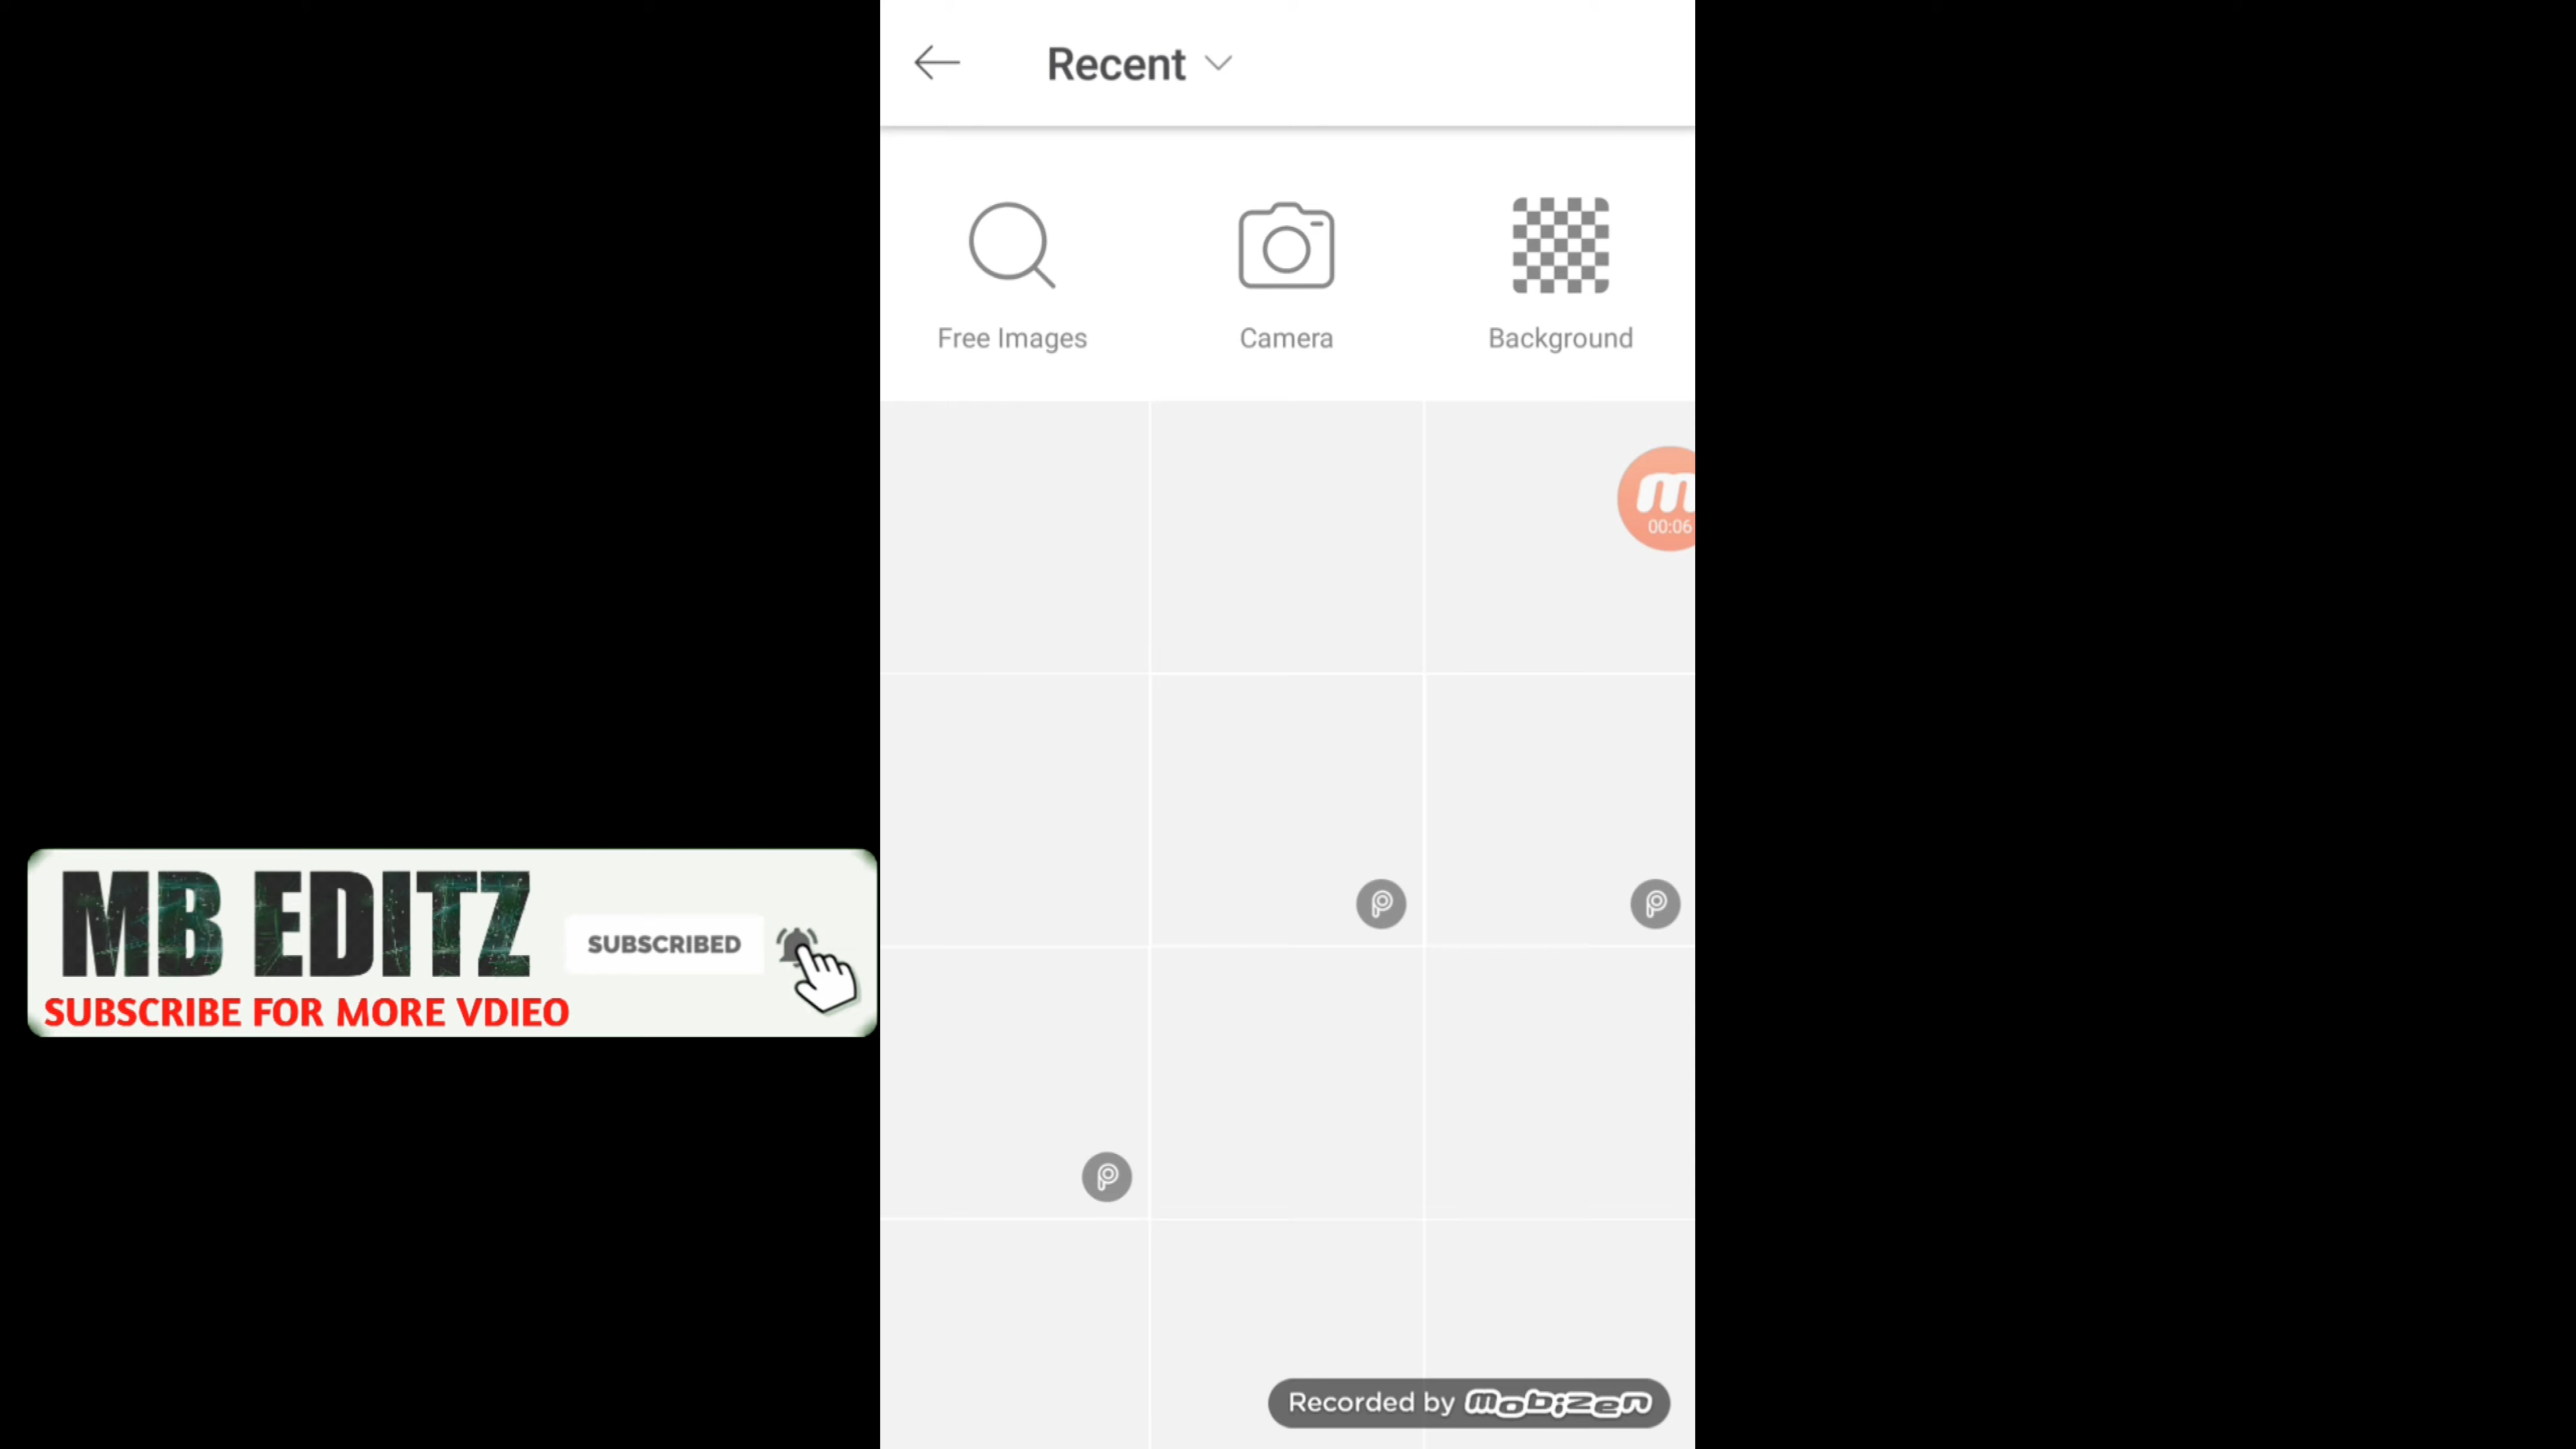 Recent
Free Images
Camera
Background
00:06
MB EDITZ
SUBSCRIBED
SUBSCRIBE FOR MORE VDIEO
Recorded by mobizen